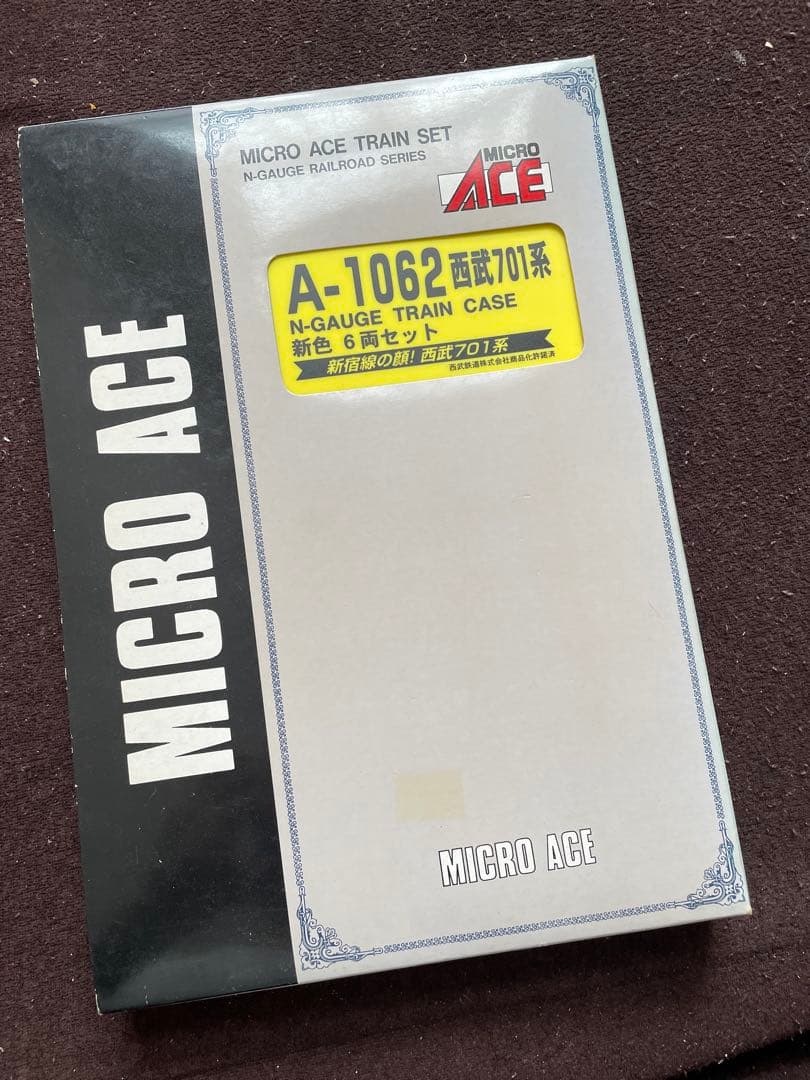 MICRO ACE
MICRO ACE TRAIN SET
N-GAUGE RAILROAD SERIES
MICRO
ACE
A-1062 西武701系
N-GAUGE TRAIN CASE
新色 6両セット
新宿線の顔! 西武701系
西武鉄道株式会社商品化許諾済
MICRO ACE